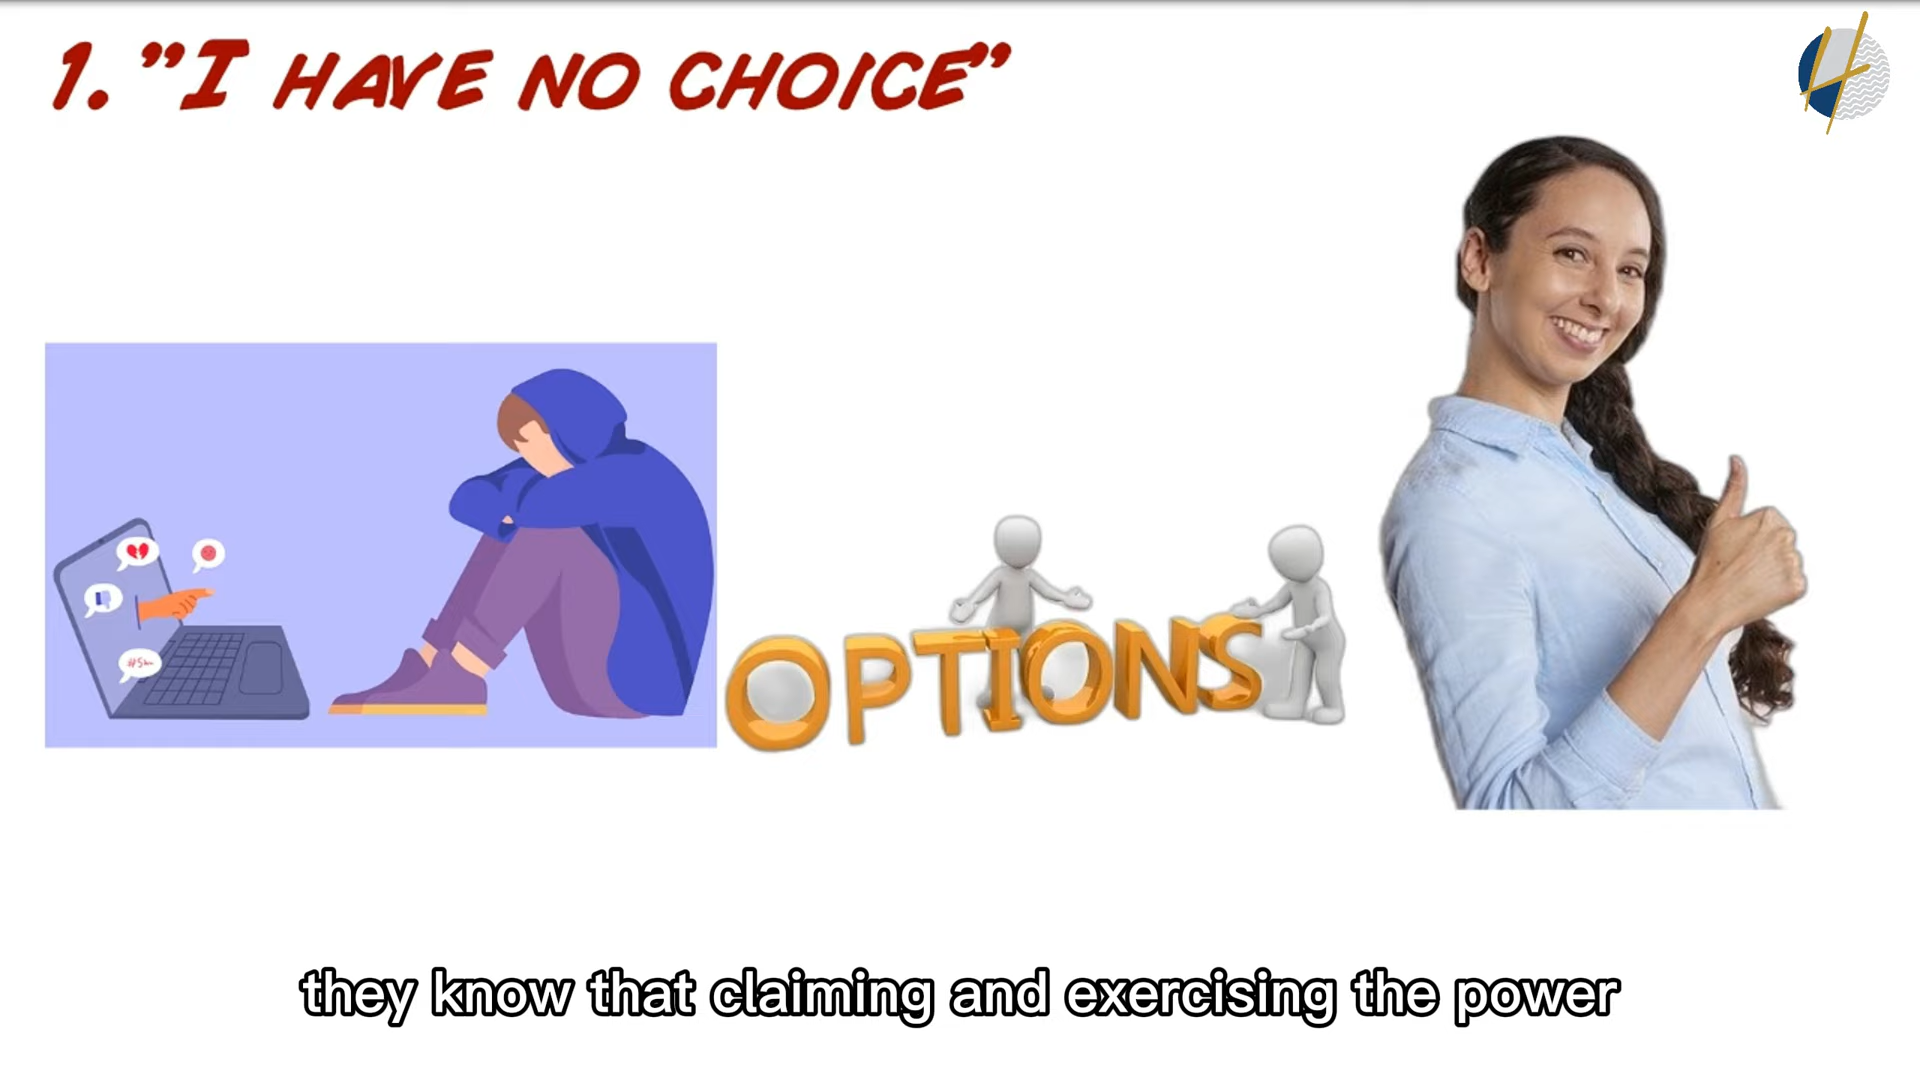 1. "I HAVE NO CHOICE"
OPTIONS
they know that claiming and exercising the power